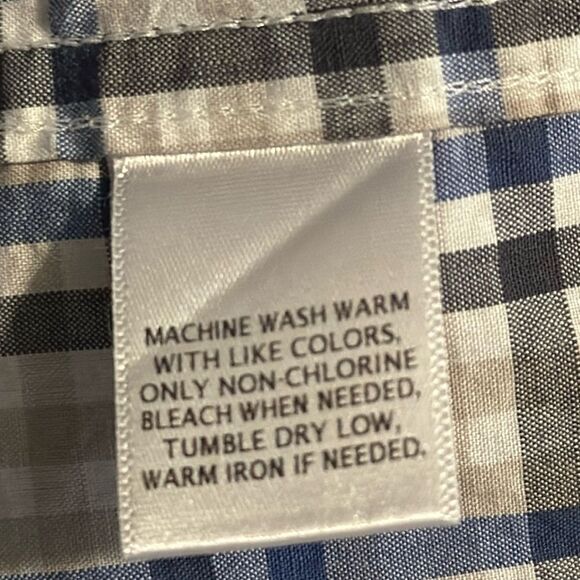 MACHINE WASH WARM
WITH LIKE COLORS,
ONLY NON-CHLORINE
BLEACH WHEN NEEDED,
TUMBLE DRY LOW,
WARM IRON IF NEEDED.